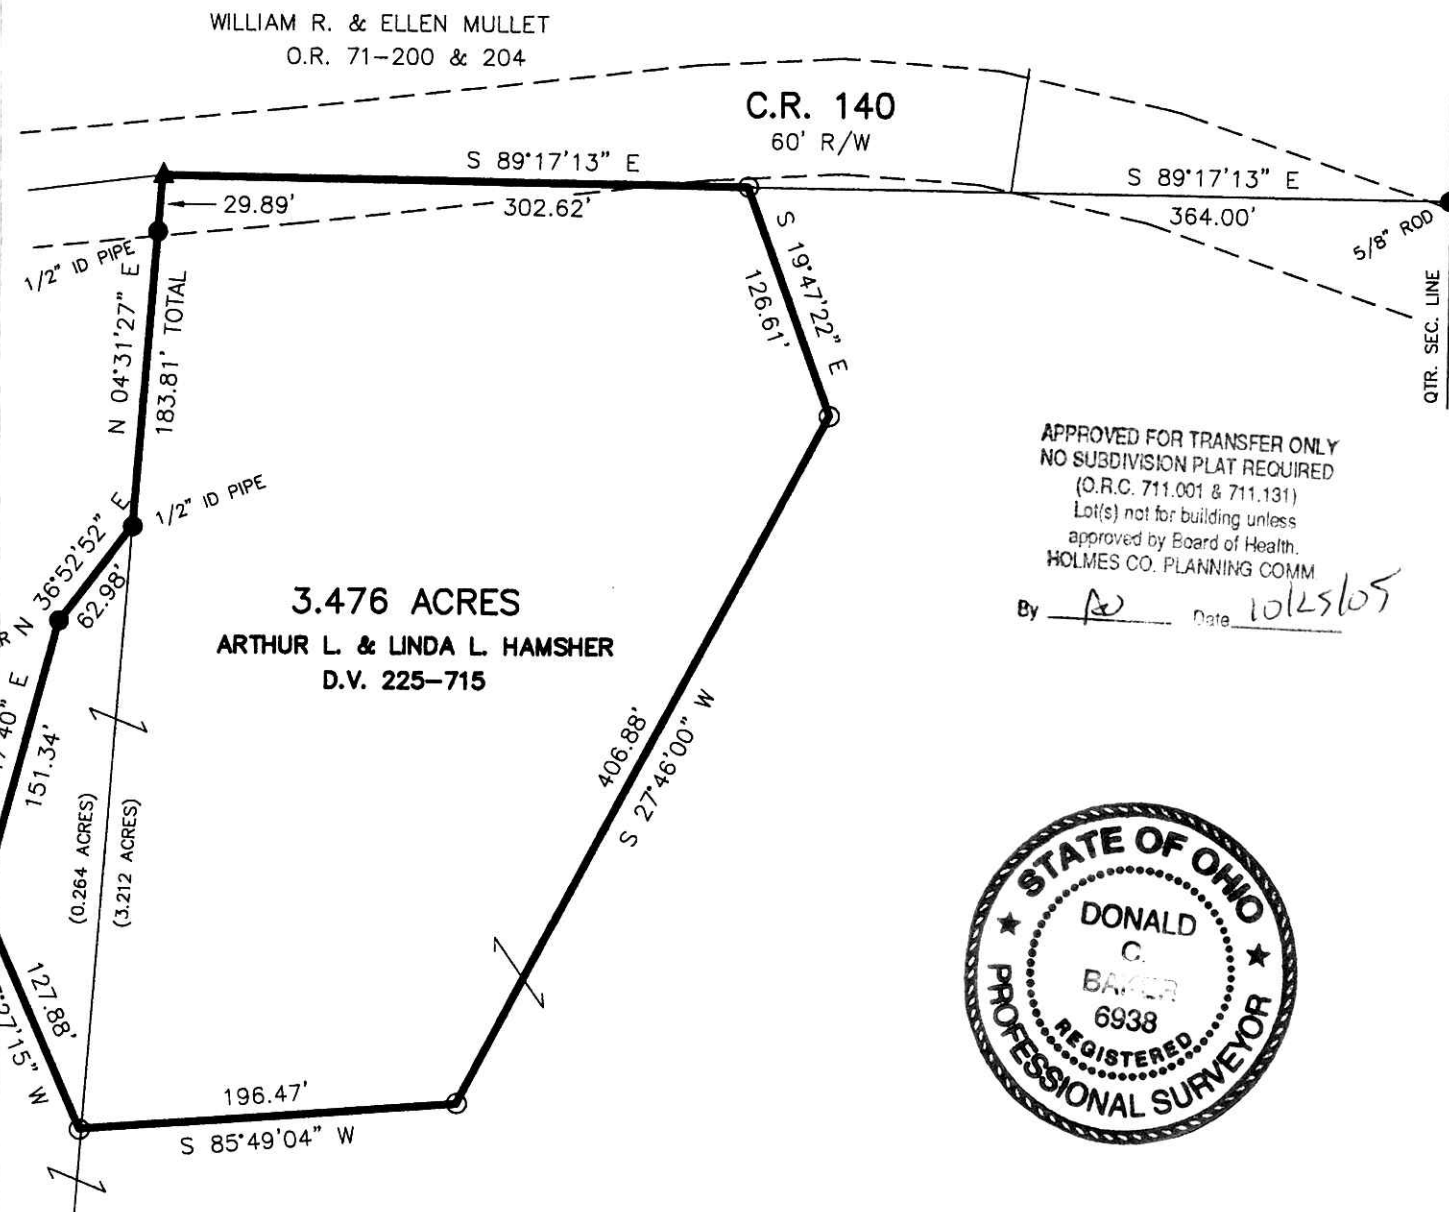 WILLIAM R. & ELLEN MULLET
O.R. 71-200 & 204
C.R. 140
60' R/W
S 89°17'13" E
302.62'
29.89'
S 89°17'13" E
364.00'
5/8" ROD
QTR. SEC. LINE
1/2" ID PIPE
N 04°31'27" E
183.81' TOTAL
S 19°47'22" E
126.61'
1/2" ID PIPE
N 36°52'52" E
62.98'
40" E
151.34'
(0.264 ACRES)
(3.212 ACRES)
3.476 ACRES
ARTHUR L. & LINDA L. HAMSHER
D.V. 225-715
406.88'
S 27°46'00" W
127.88'
27'15" W
196.47'
S 85°49'04" W
APPROVED FOR TRANSFER ONLY
NO SUBDIVISION PLAT REQUIRED
(O.R.C. 711.001 & 711.131)
Lot(s) not for building unless
approved by Board of Health.
HOLMES CO. PLANNING COMM
By Date 10/25/05
STATE OF OHIO
DONALD
C.
BAKER
6938
REGISTERED
PROFESSIONAL SURVEYOR